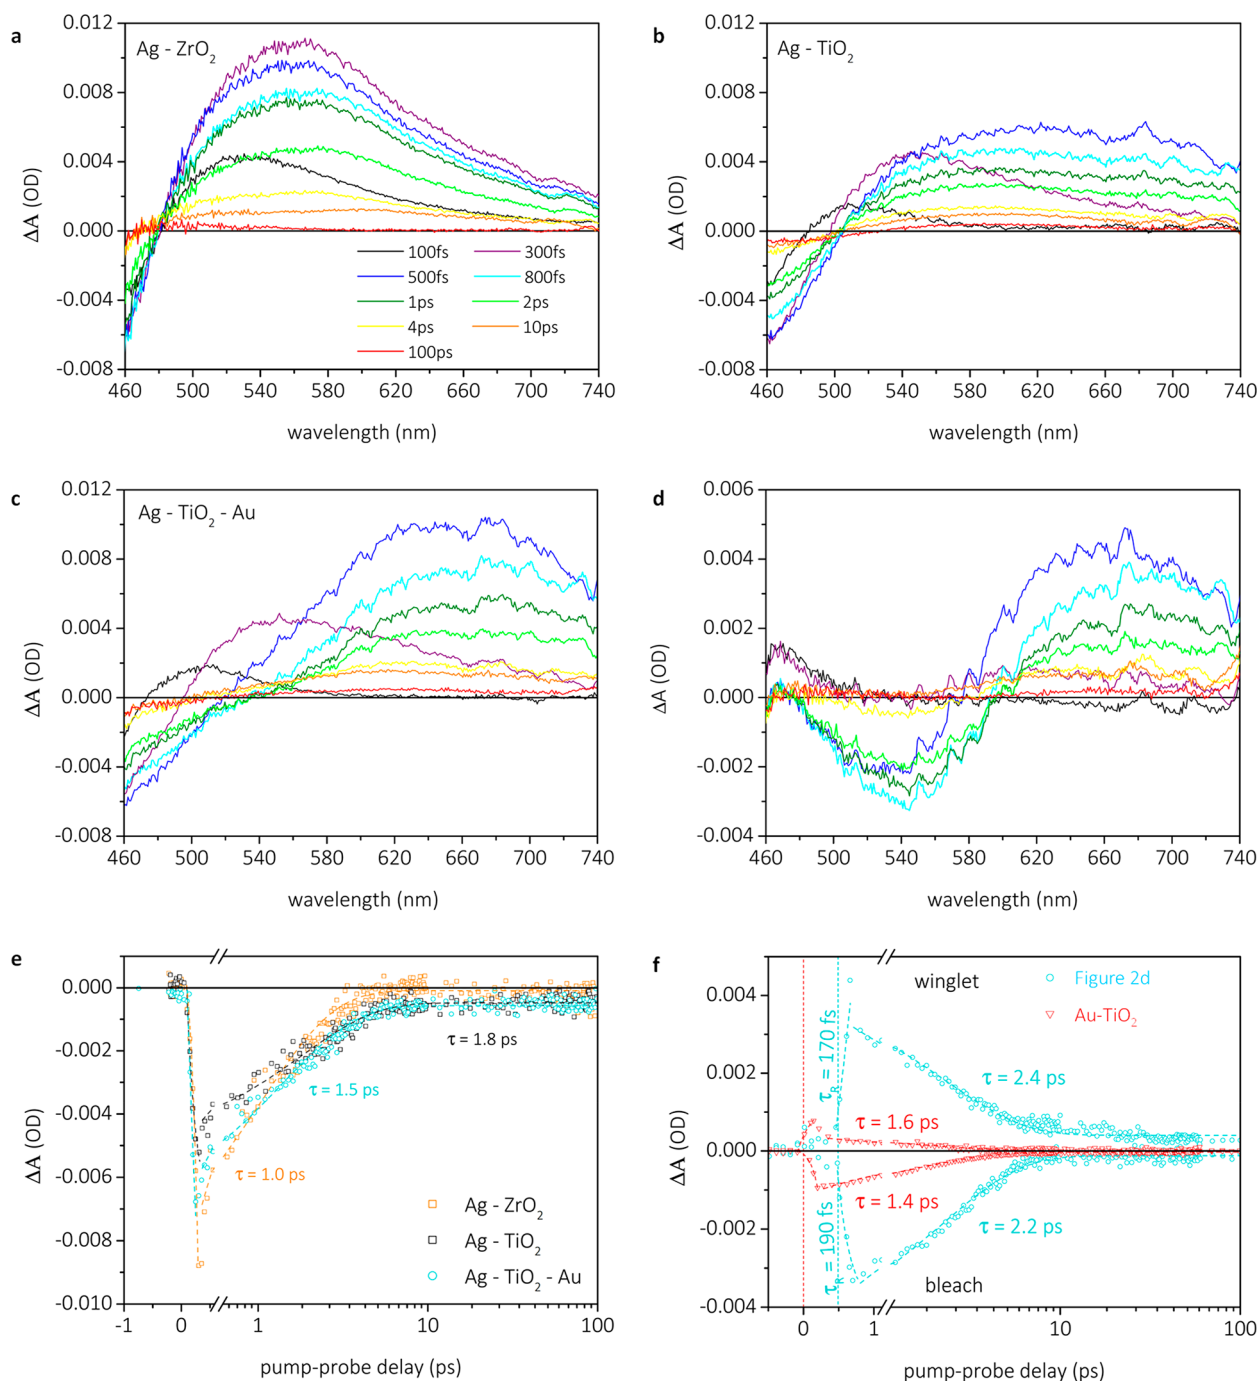 a
Ag - ZrO2
0.012
0.008
0.004
0.000
-0.004
-0.008
ΔA (OD)
100fs 300fs
500fs 800fs
1ps 2ps
4ps 10ps
100ps
460 500 540 580 620 660 700 740
wavelength (nm)
b
Ag - TiO2
0.012
0.008
0.004
0.000
-0.004
-0.008
ΔA (OD)
460 500 540 580 620 660 700 740
wavelength (nm)
c
Ag - TiO2 - Au
0.012
0.008
0.004
0.000
-0.004
-0.008
ΔA (OD)
460 500 540 580 620 660 700 740
wavelength (nm)
d
0.006
0.004
0.002
0.000
-0.002
-0.004
ΔA (OD)
460 500 540 580 620 660 700 740
wavelength (nm)
e
0.000
-0.002
-0.004
-0.006
-0.008
-0.010
ΔA (OD)
τ = 1.8 ps
τ = 1.5 ps
τ = 1.0 ps
Ag - ZrO2
Ag - TiO2
Ag - TiO2 - Au
-1 0 1 10 100
pump-probe delay (ps)
f
0.004
0.002
0.000
-0.002
-0.004
ΔA (OD)
winglet
Figure 2d
Au-TiO2
τR = 170 fs
τ = 2.4 ps
τ = 1.6 ps
τ = 1.4 ps
τR = 190 fs
τ = 2.2 ps
bleach
0 1 10 100
pump-probe delay (ps)